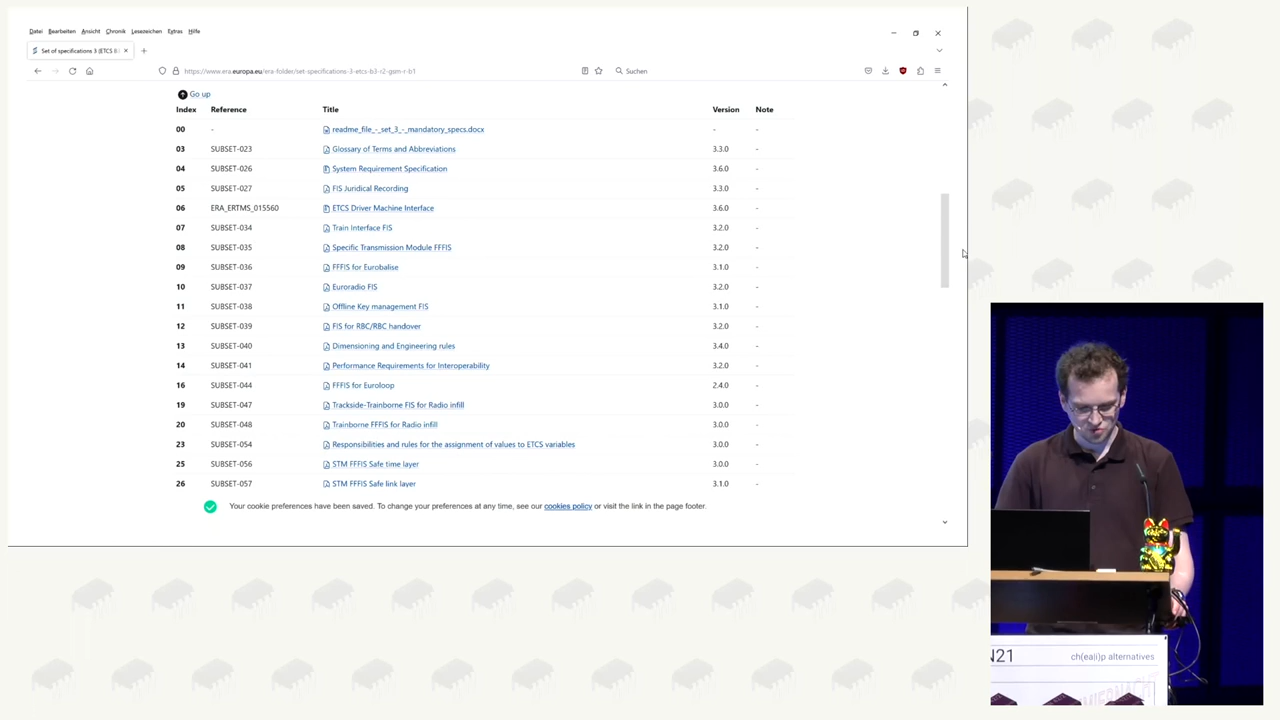 Datei Bearbeiten Ansicht Chronik Lesezeichen Extras Hilfe
Set of specifications 3 (ETCS B3
https://www.era.europa.eu/era-folder/set-specifications-3-etcs-b3-r2-gsm-r-b1
Suchen
Go up
Index Reference Title Version Note
00 - readme_file_-_set_3_-_mandatory_specs.docx - -
03 SUBSET-023 Glossary of Terms and Abbreviations 3.3.0 -
04 SUBSET-026 System Requirement Specification 3.6.0 -
05 SUBSET-027 FIS Juridical Recording 3.3.0 -
06 ERA_ERTMS_015560 ETCS Driver Machine Interface 3.6.0 -
07 SUBSET-034 Train Interface FIS 3.2.0 -
08 SUBSET-035 Specific Transmission Module FFFIS 3.2.0 -
09 SUBSET-036 FFFIS for Eurobalise 3.1.0 -
10 SUBSET-037 Euroradio FIS 3.2.0 -
11 SUBSET-038 Offline Key management FIS 3.1.0 -
12 SUBSET-039 FIS for RBC/RBC handover 3.2.0 -
13 SUBSET-040 Dimensioning and Engineering rules 3.4.0 -
14 SUBSET-041 Performance Requirements for Interoperability 3.2.0 -
16 SUBSET-044 FFFIS for Euroloop 2.4.0 -
19 SUBSET-047 Trackside-Trainborne FIS for Radio infill 3.0.0 -
20 SUBSET-048 Trainborne FFFIS for Radio infill 3.0.0 -
23 SUBSET-054 Responsibilities and rules for the assignment of values to ETCS variables 3.0.0 -
25 SUBSET-056 STM FFFIS Safe time layer 3.0.0 -
26 SUBSET-057 STM FFFIS Safe link layer 3.1.0 -
Your cookie preferences have been saved. To change your preferences at any time, see our cookies policy or visit the link in the page footer.
N21
ch(ea|i)p alternatives